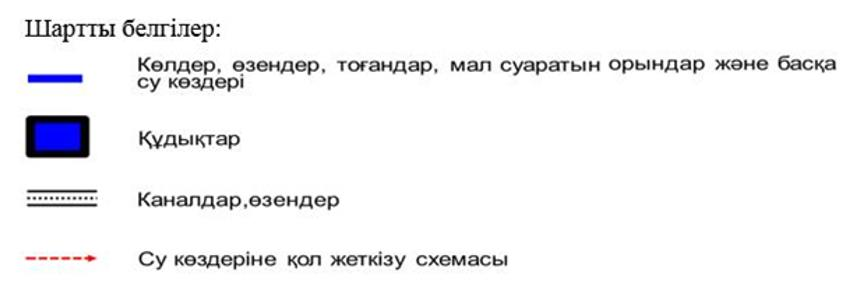 Шартты белгілер:
Көлдер, өзендер, тоғандар, мал суаратын орындар және басқа
су көздері
Құдықтар
Каналдар,өзендер
Су көздеріне қол жеткізу схемасы